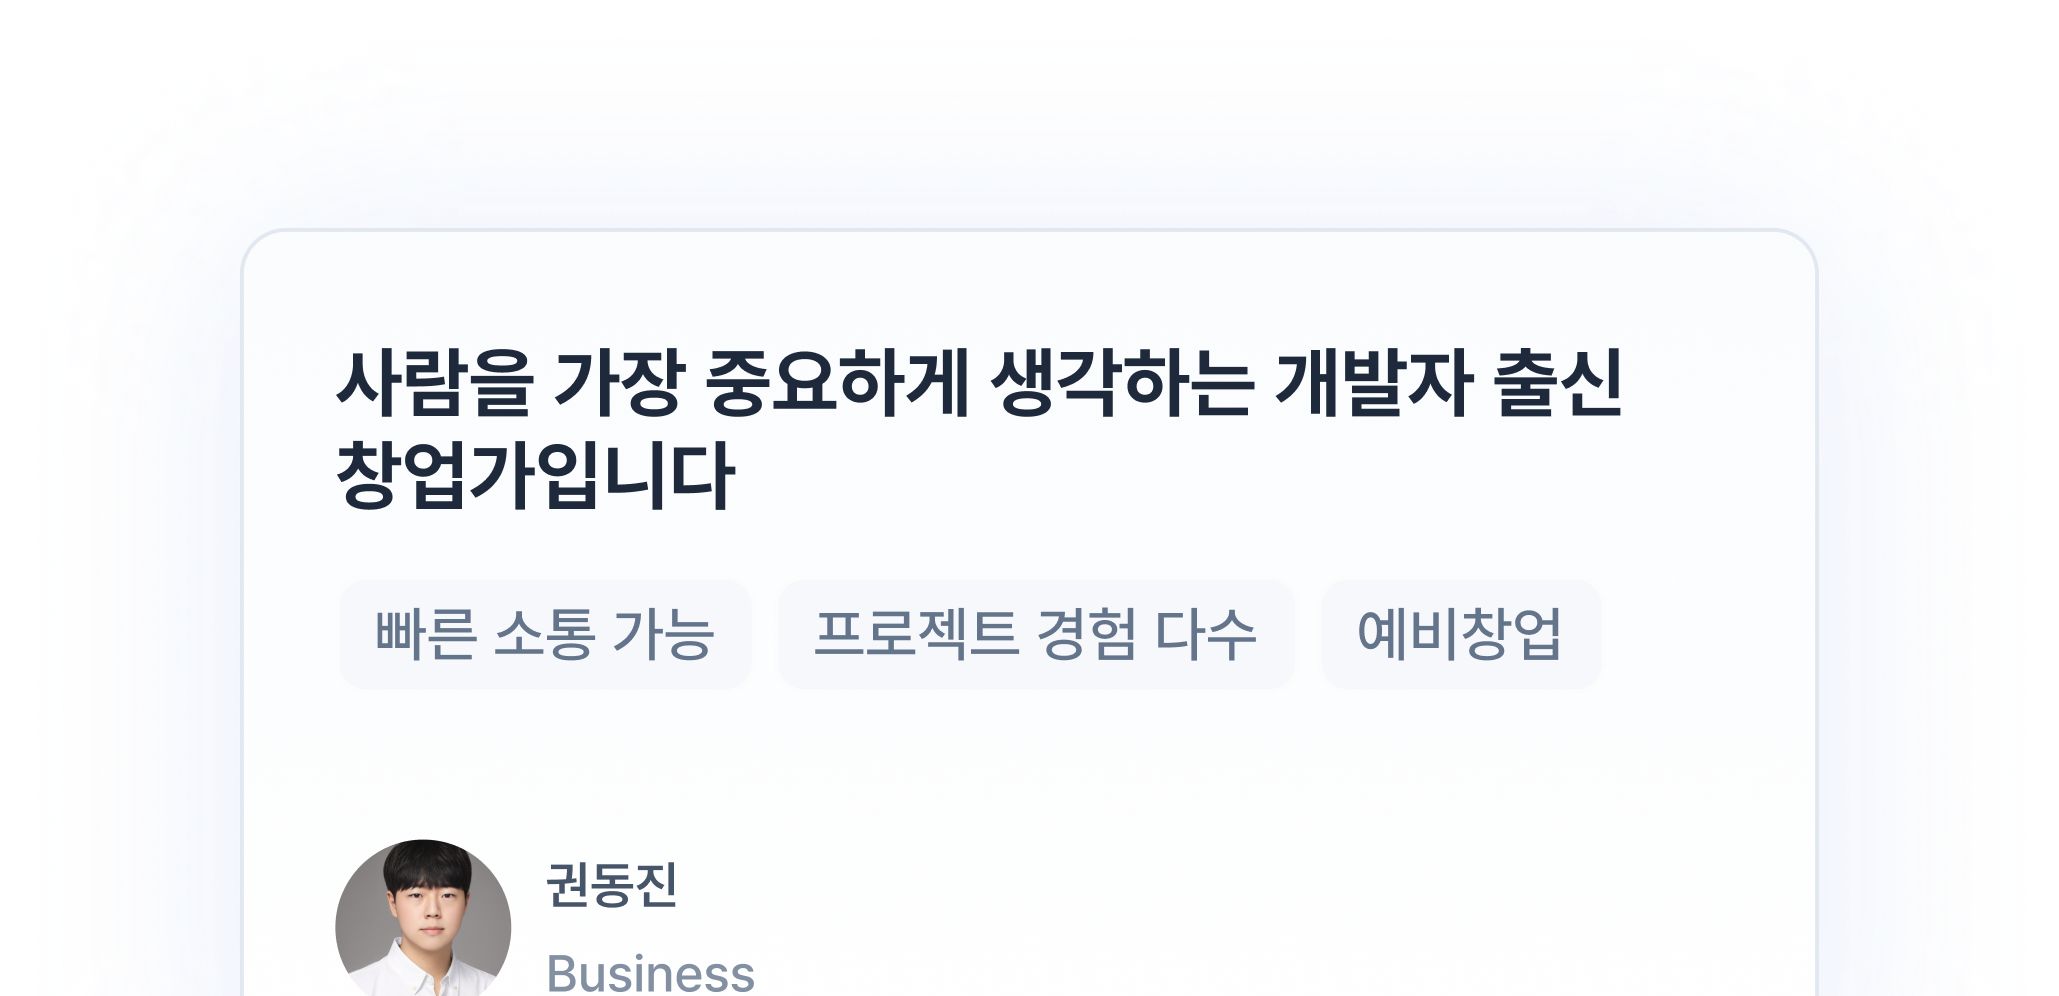 사람을 가장 중요하게 생각하는 개발자 출신
창업가입니다
빠른 소통 가능 프로젝트 경험 다수 예비창업
권동진
Business